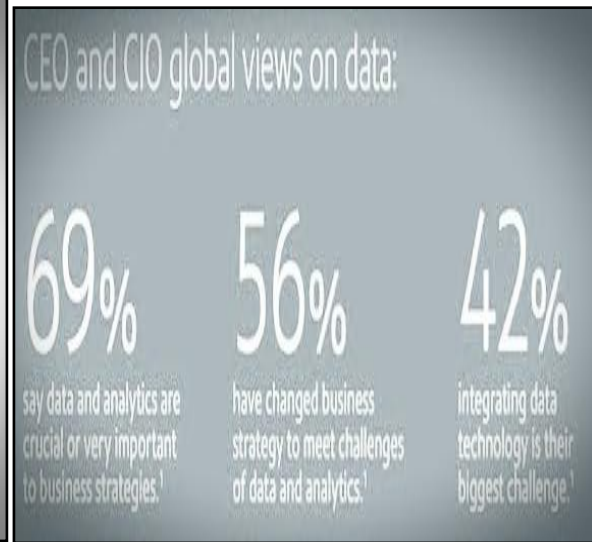 CEO and CIO global views on data:
69%
say data and analytics are
crucial or very important
to business strategies.¹
56%
have changed business
strategy to meet challenges
of data and analytics.¹
42%
integrating data
technology is their
biggest challenge.¹